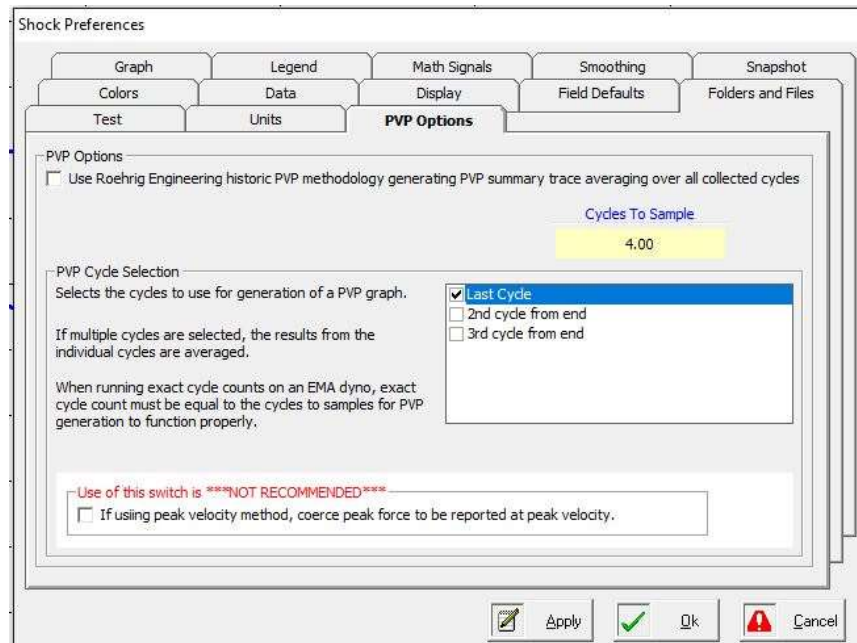 Shock Preferences
Graph
Legend
Math Signals
Smoothing
Snapshot
Colors
Data
Display
Field Defaults
Folders and Files
Test
Units
PVP Options
PVP Options
Use Roehrig Engineering historic PVP methodology generating PVP summary trace averaging over all collected cycles
Cycles To Sample
4.00
PVP Cycle Selection
Selects the cycles to use for generation of a PVP graph.
If multiple cycles are selected, the results from the
individual cycles are averaged.
When running exact cycle counts on an EMA dyno, exact
cycle count must be equal to the cycles to samples for PVP
generation to function properly.
Last Cycle
2nd cycle from end
3rd cycle from end
Use of this switch is ***NOT RECOMMENDED***
If usiing peak velocity method, coerce peak force to be reported at peak velocity.
Apply
Ok
Cancel